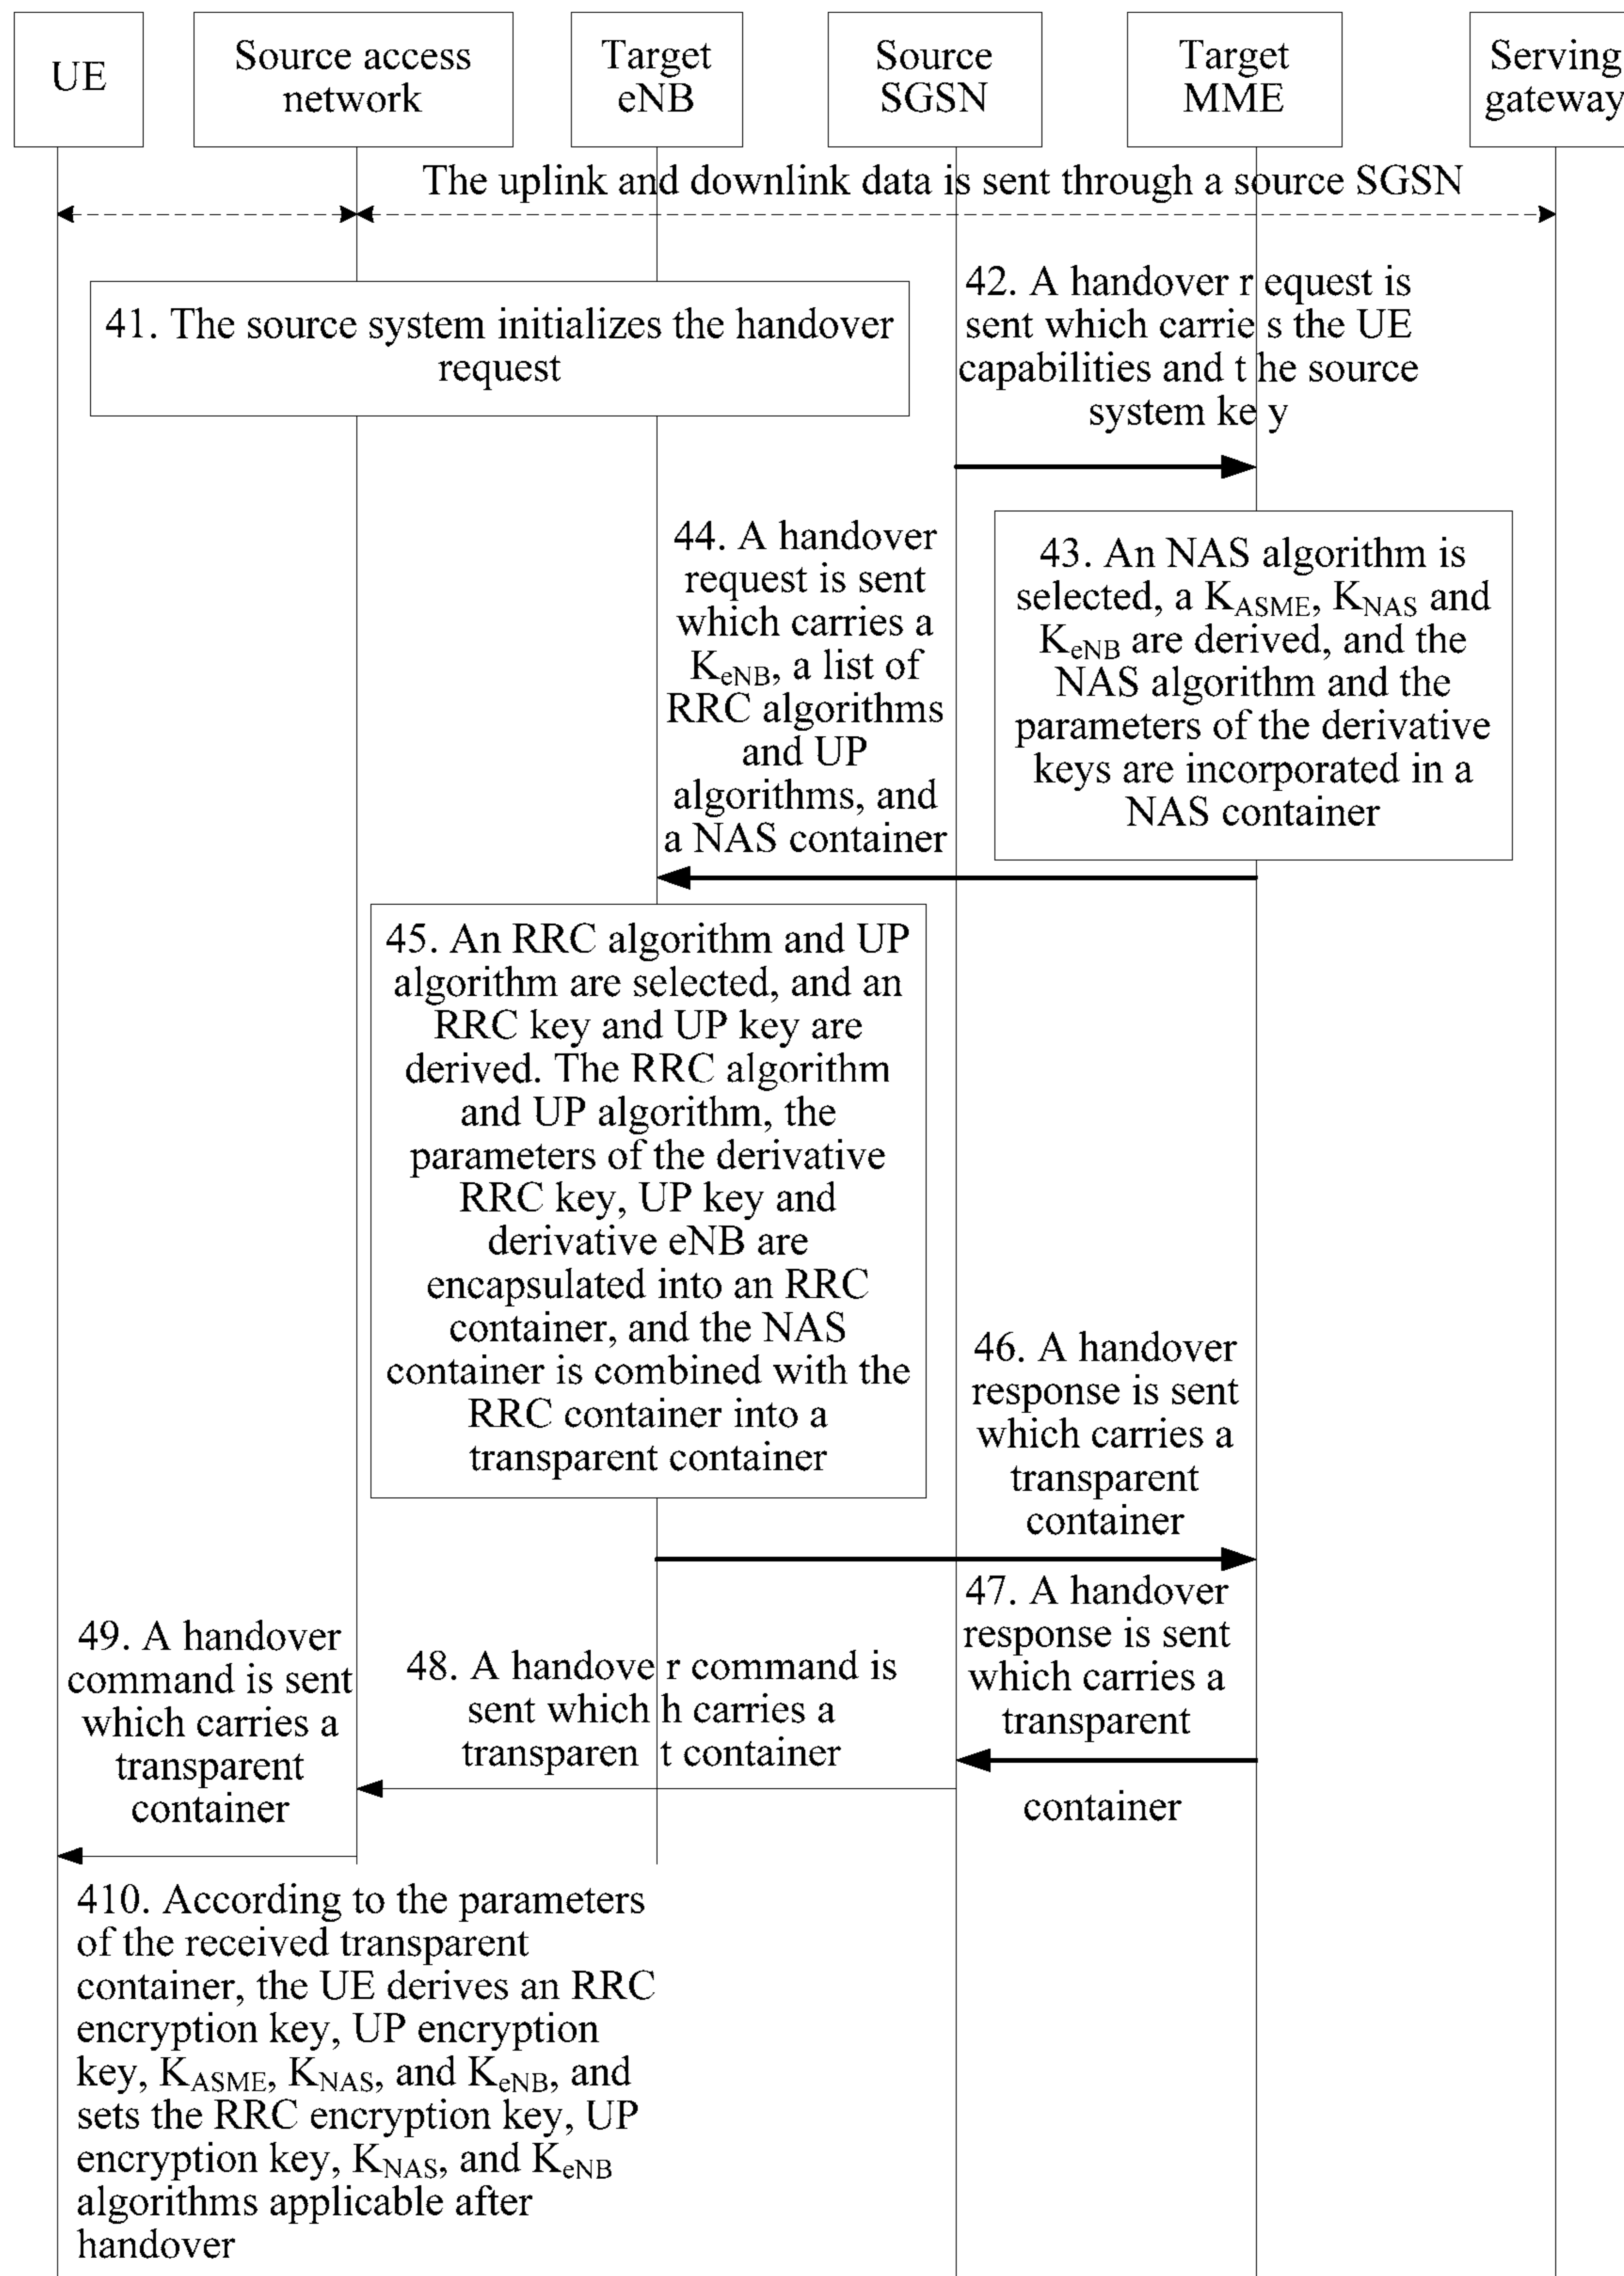 UE
Source access
network
Target
eNB
Source
SGSN
Target
MME
Serving
gateway
The uplink and downlink data is sent through a source SGSN
41. The source system initializes the handover
request
42. A handover r equest is
sent which carrie s the UE
capabilities and t he source
system ke y
43. An NAS algorithm is
selected, a KASME, KNAS and
KeNB are derived, and the
NAS algorithm and the
parameters of the derivative
keys are incorporated in a
NAS container
44. A handover
request is sent
which carries a
KeNB, a list of
RRC algorithms
and UP
algorithms, and
a NAS container
45. An RRC algorithm and UP
algorithm are selected, and an
RRC key and UP key are
derived. The RRC algorithm
and UP algorithm, the
parameters of the derivative
RRC key, UP key and
derivative eNB are
encapsulated into an RRC
container, and the NAS
container is combined with the
RRC container into a
transparent container
46. A handover
response is sent
which carries a
transparent
container
47. A handover
response is sent
which carries a
transparent
container
48. A handove r command is
sent which h carries a
transparen t container
49. A handover
command is sent
which carries a
transparent
container
410. According to the parameters
of the received transparent
container, the UE derives an RRC
encryption key, UP encryption
key, KASME, KNAS, and KeNB, and
sets the RRC encryption key, UP
encryption key, KNAS, and KeNB
algorithms applicable after
handover